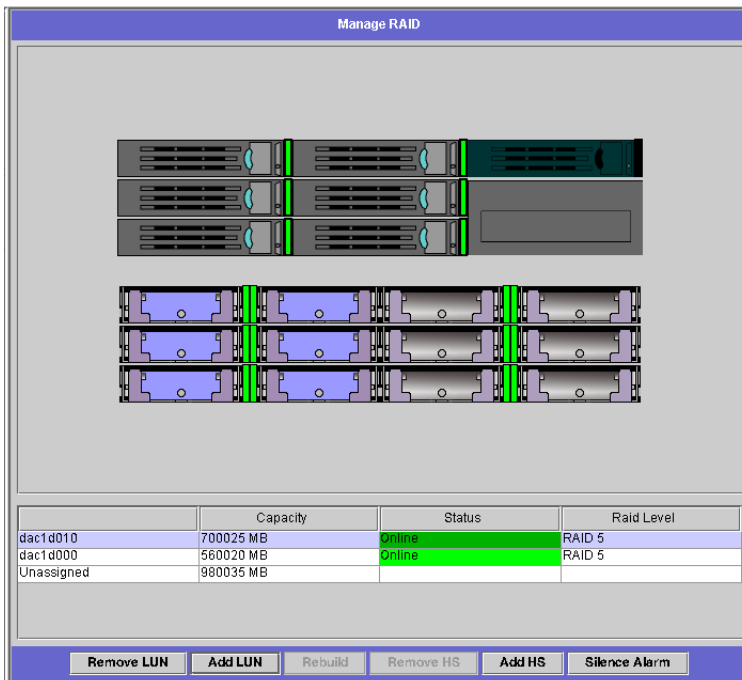 Manage RAID
Capacity Status Raid Level
dac1d010 700025 MB Online RAID 5
dac1d000 560020 MB Online RAID 5
Unassigned 980035 MB
Remove LUN Add LUN Rebuild Remove HS Add HS Silence Alarm